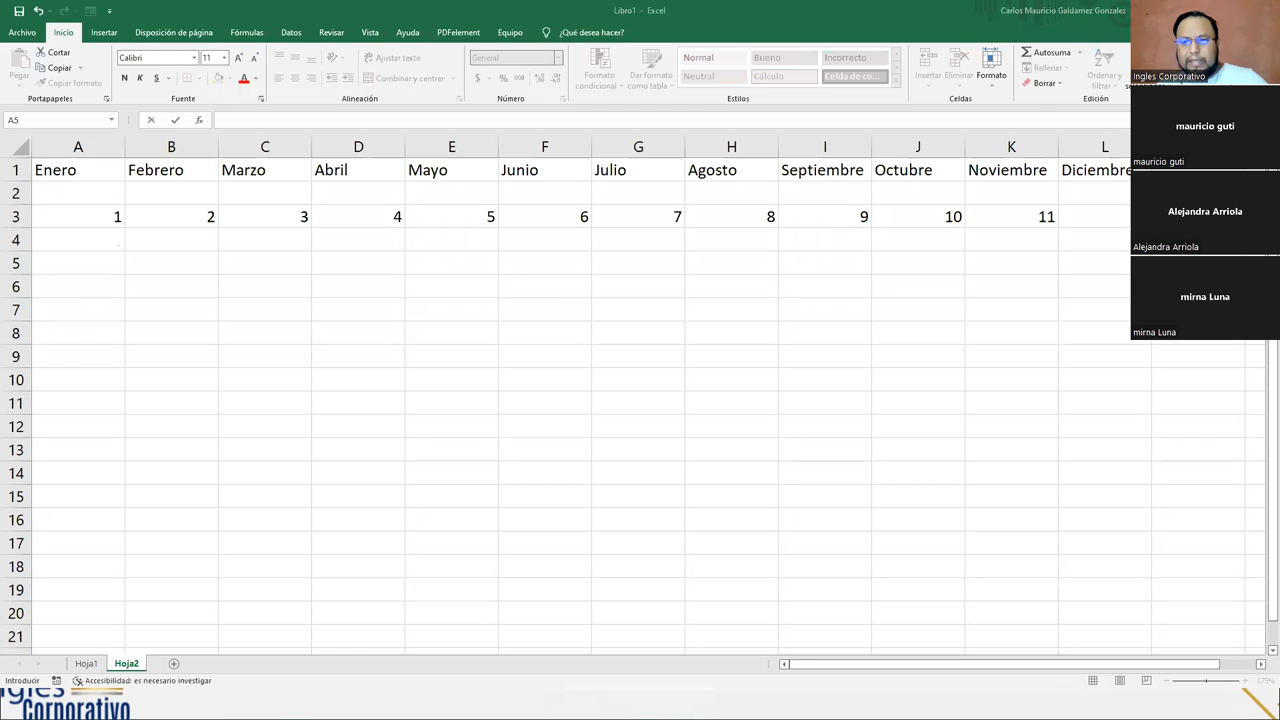 Libro1 - Excel
Carlos Mauricio Galdamez Gonzalez
Archivo Inicio Insertar Disposición de página Fórmulas Datos Revisar Vista Ayuda PDFelement Equipo ¿Qué desea hacer?
Pegar
Cortar
Copiar
Copiar formato
Portapapeles
Calibri 11
N K S
Fuente
Ajustar texto
Combinar y centrar
Alineación
General
Número
Formato condicional
Dar formato como tabla
Normal Bueno Incorrecto
Neutral Cálculo Celda de co...
Estilos
Insertar Eliminar Formato
Celdas
Autosuma
Rellenar
Borrar
Ordenar y filtrar
Edición
A5
fx
A B C D E F G H I J K L
1 Enero Febrero Marzo Abril Mayo Junio Julio Agosto Septiembre Octubre Noviembre Diciembre
2
3 1 2 3 4 5 6 7 8 9 10 11
4
5
6
7
8
9
10
11
12
13
14
15
16
17
18
19
20
21
Ingles Corporativo
mauricio guti
mauricio guti
Alejandra Arriola
Alejandra Arriola
mirna Luna
mirna Luna
Hoja1 Hoja2
Introducir Accesibilidad: es necesario investigar
175%
Ingles
Corporativo